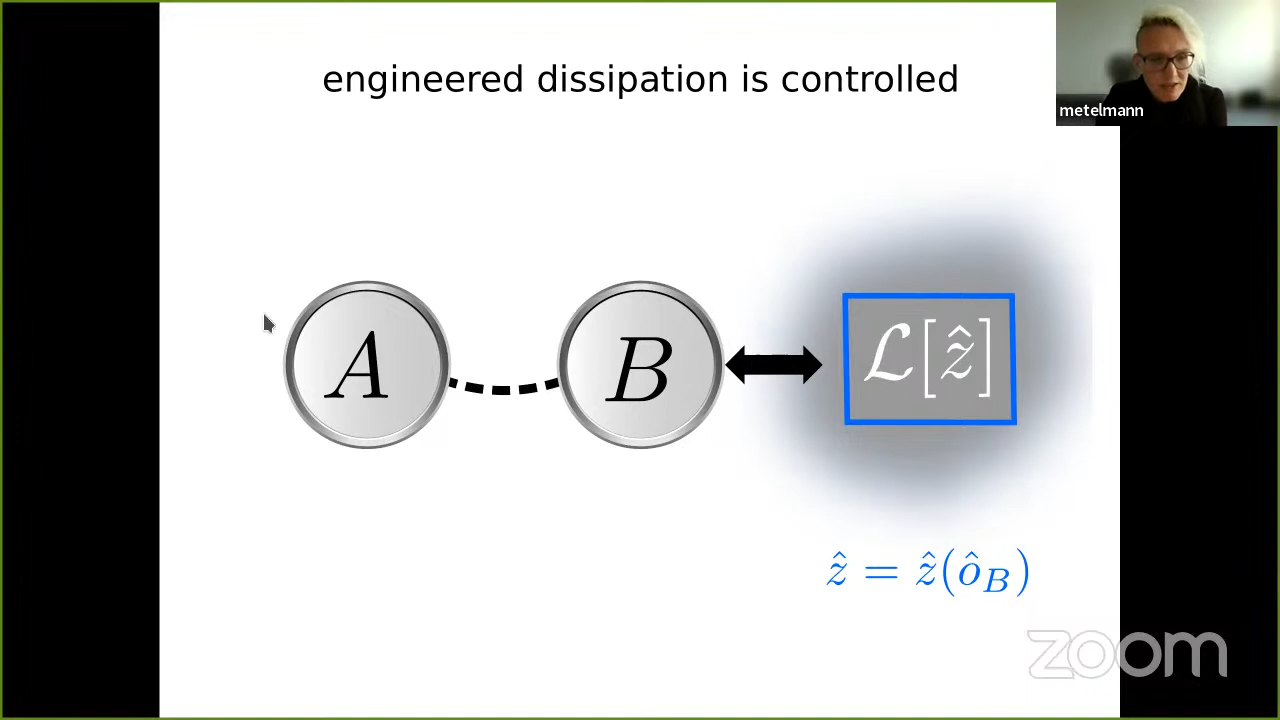 engineered dissipation is controlled
metelmann
A
B
ℒ[ẑ]
ẑ = ẑ(ô_B)
zoom